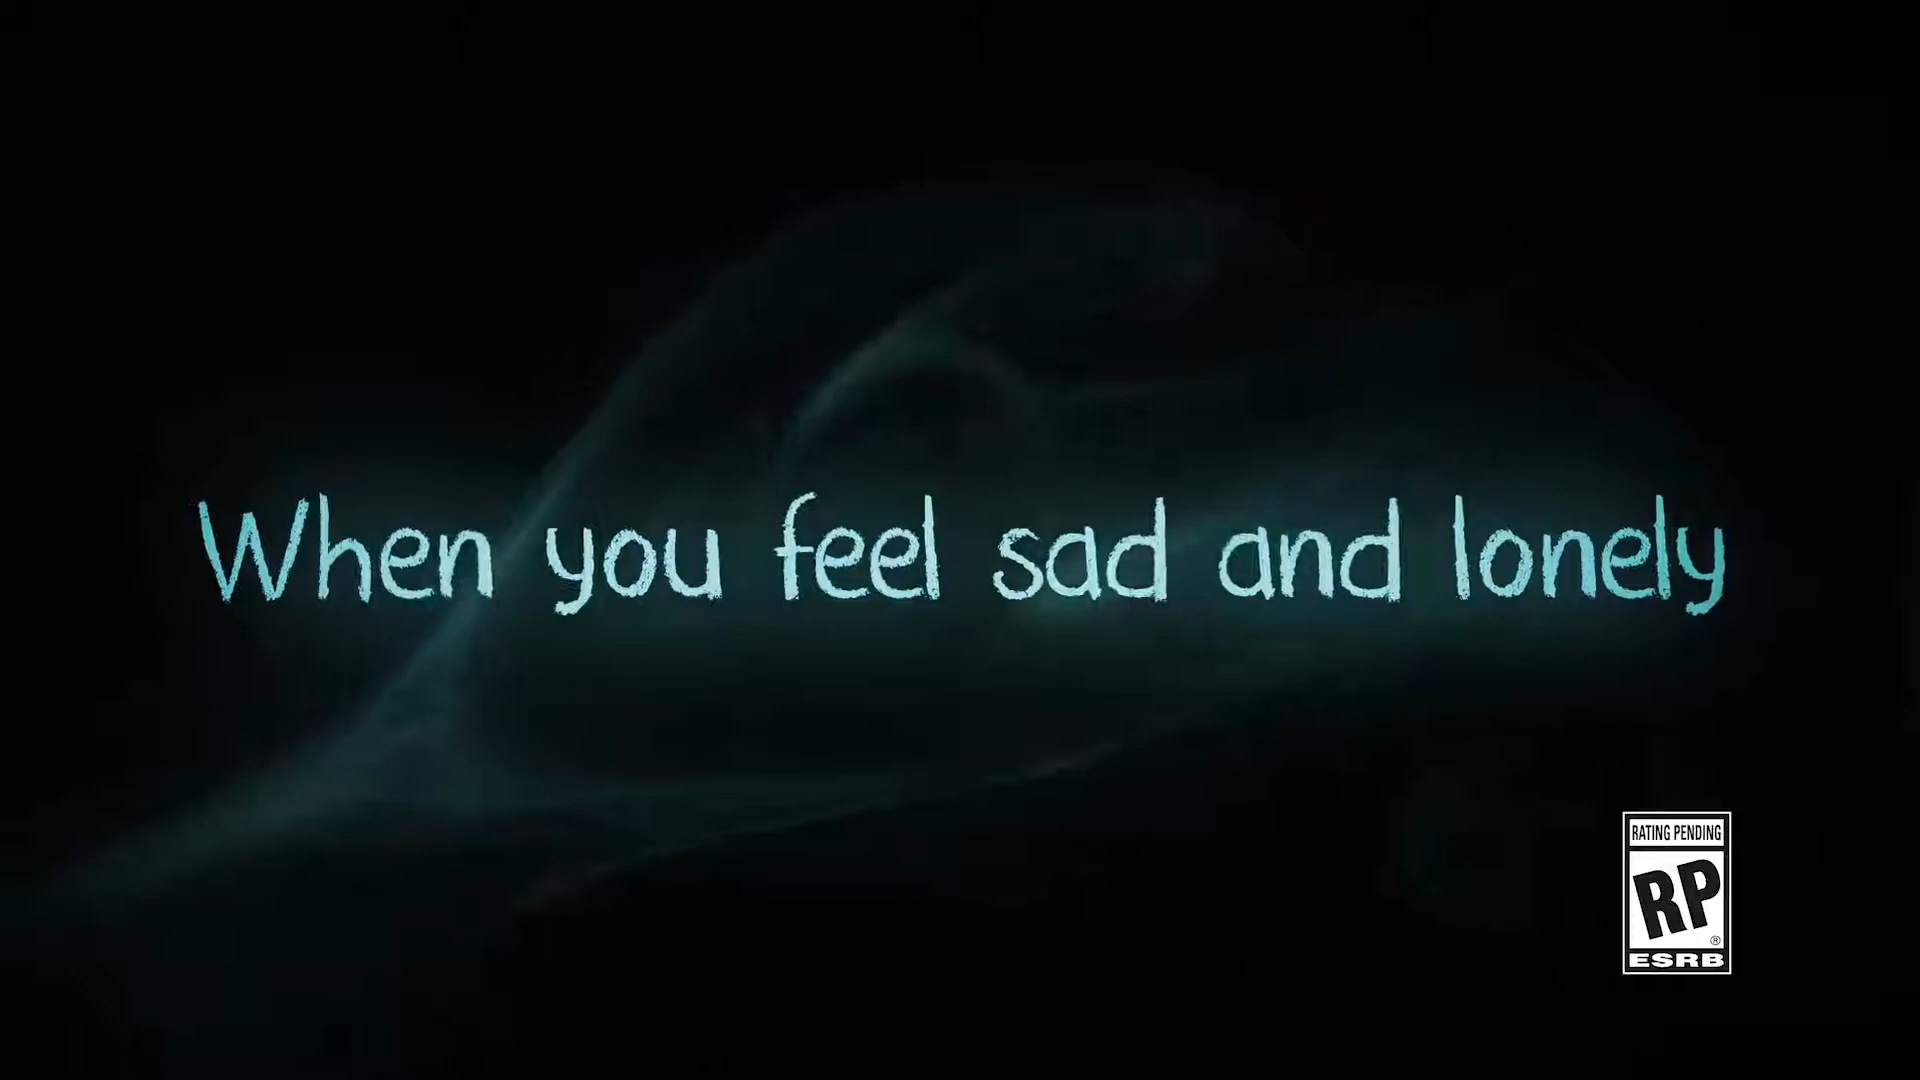 When you feel sad and lonely
RATING PENDING
RP
®
ESRB